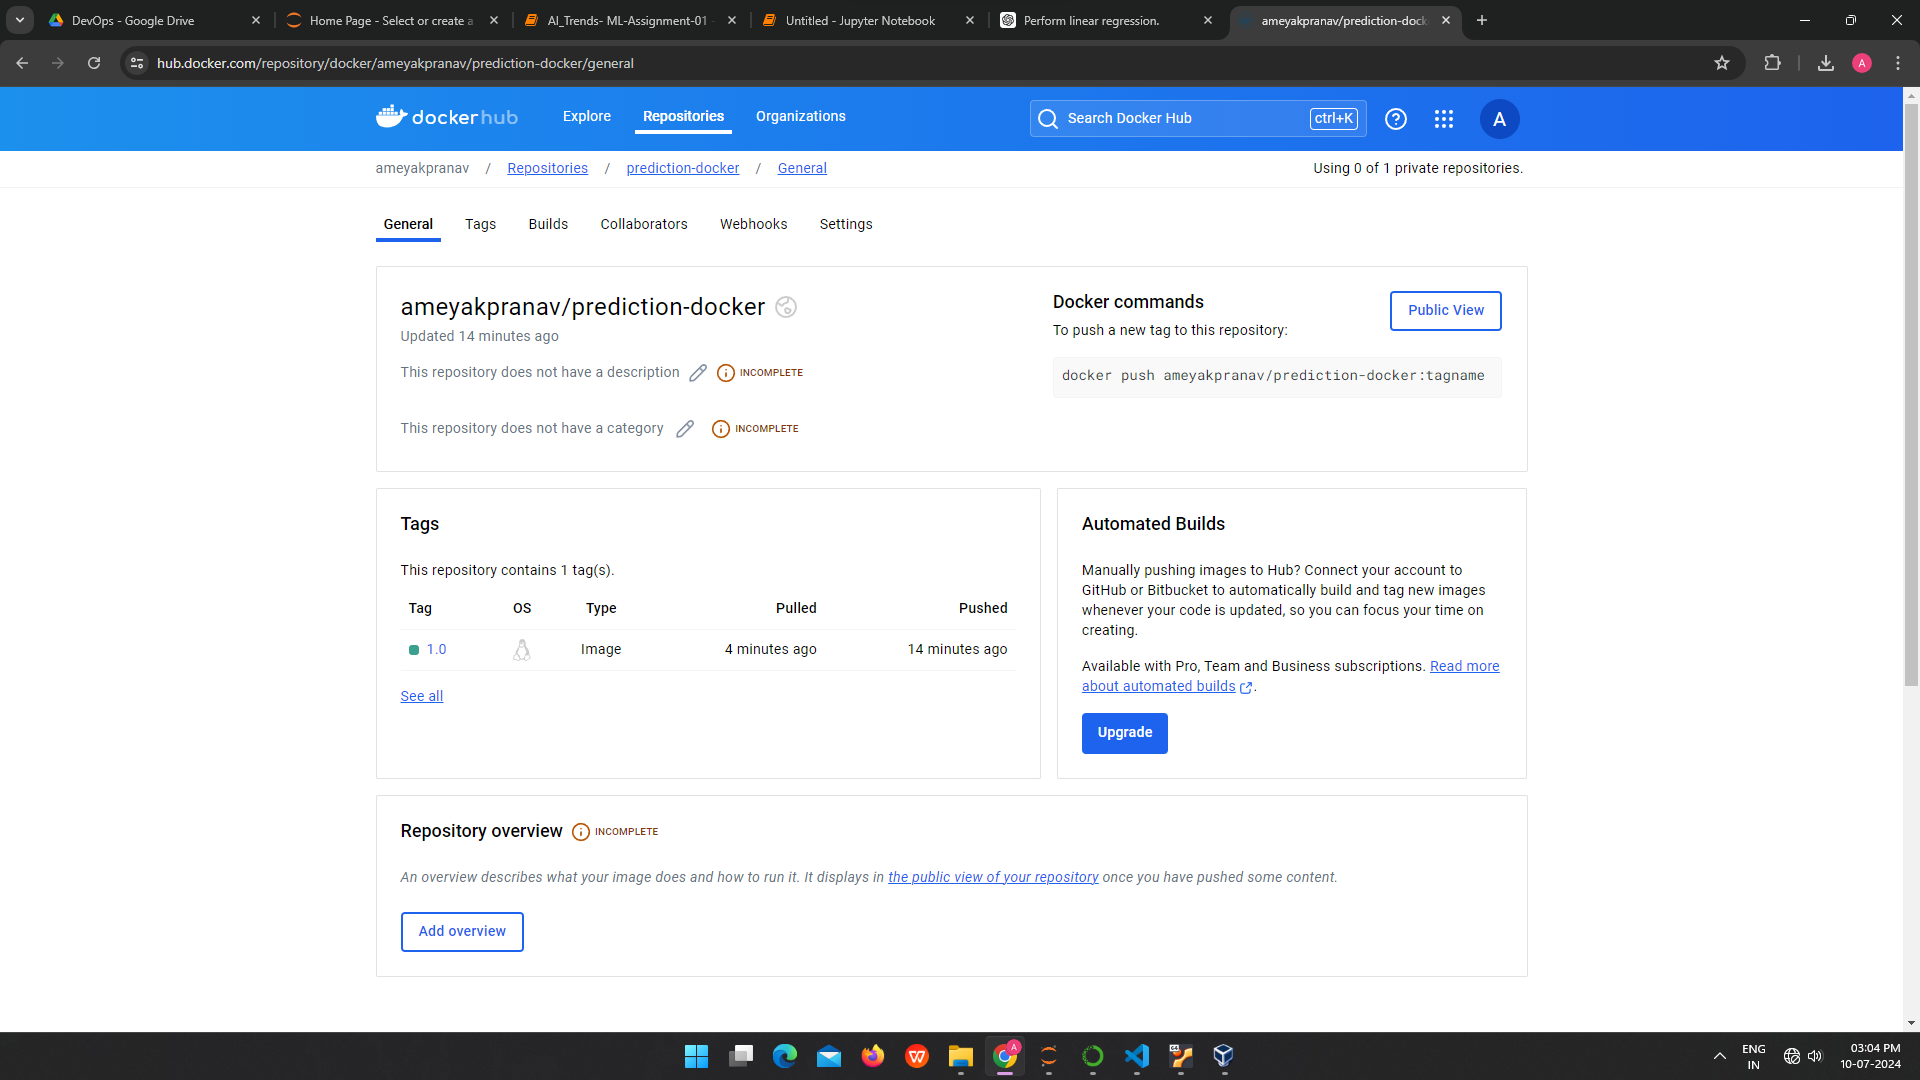 DevOps - Google Drive
Home Page - Select or create a
AI_Trends- ML-Assignment-01 -
Untitled - Jupyter Notebook
Perform linear regression.
ameyakpranav/prediction-docke
hub.docker.com/repository/docker/ameyakpranav/prediction-docker/general
A
docker hub
Explore
Repositories
Organizations
Search Docker Hub
ctrl+K
A
ameyakpranav / Repositories / prediction-docker / General
Using 0 of 1 private repositories.
General
Tags
Builds
Collaborators
Webhooks
Settings
ameyakpranav/prediction-docker
Updated 14 minutes ago
This repository does not have a description
INCOMPLETE
This repository does not have a category
INCOMPLETE
Docker commands
To push a new tag to this repository:
Public View
docker push ameyakpranav/prediction-docker:tagname
Tags
This repository contains 1 tag(s).
Tag OS Type Pulled Pushed
1.0 Image 4 minutes ago 14 minutes ago
See all
Automated Builds
Manually pushing images to Hub? Connect your account to
GitHub or Bitbucket to automatically build and tag new images
whenever your code is updated, so you can focus your time on
creating.
Available with Pro, Team and Business subscriptions. Read more
about automated builds .
Upgrade
Repository overview
INCOMPLETE
An overview describes what your image does and how to run it. It displays in the public view of your repository once you have pushed some content.
Add overview
A
ENG
IN
03:04 PM
10-07-2024